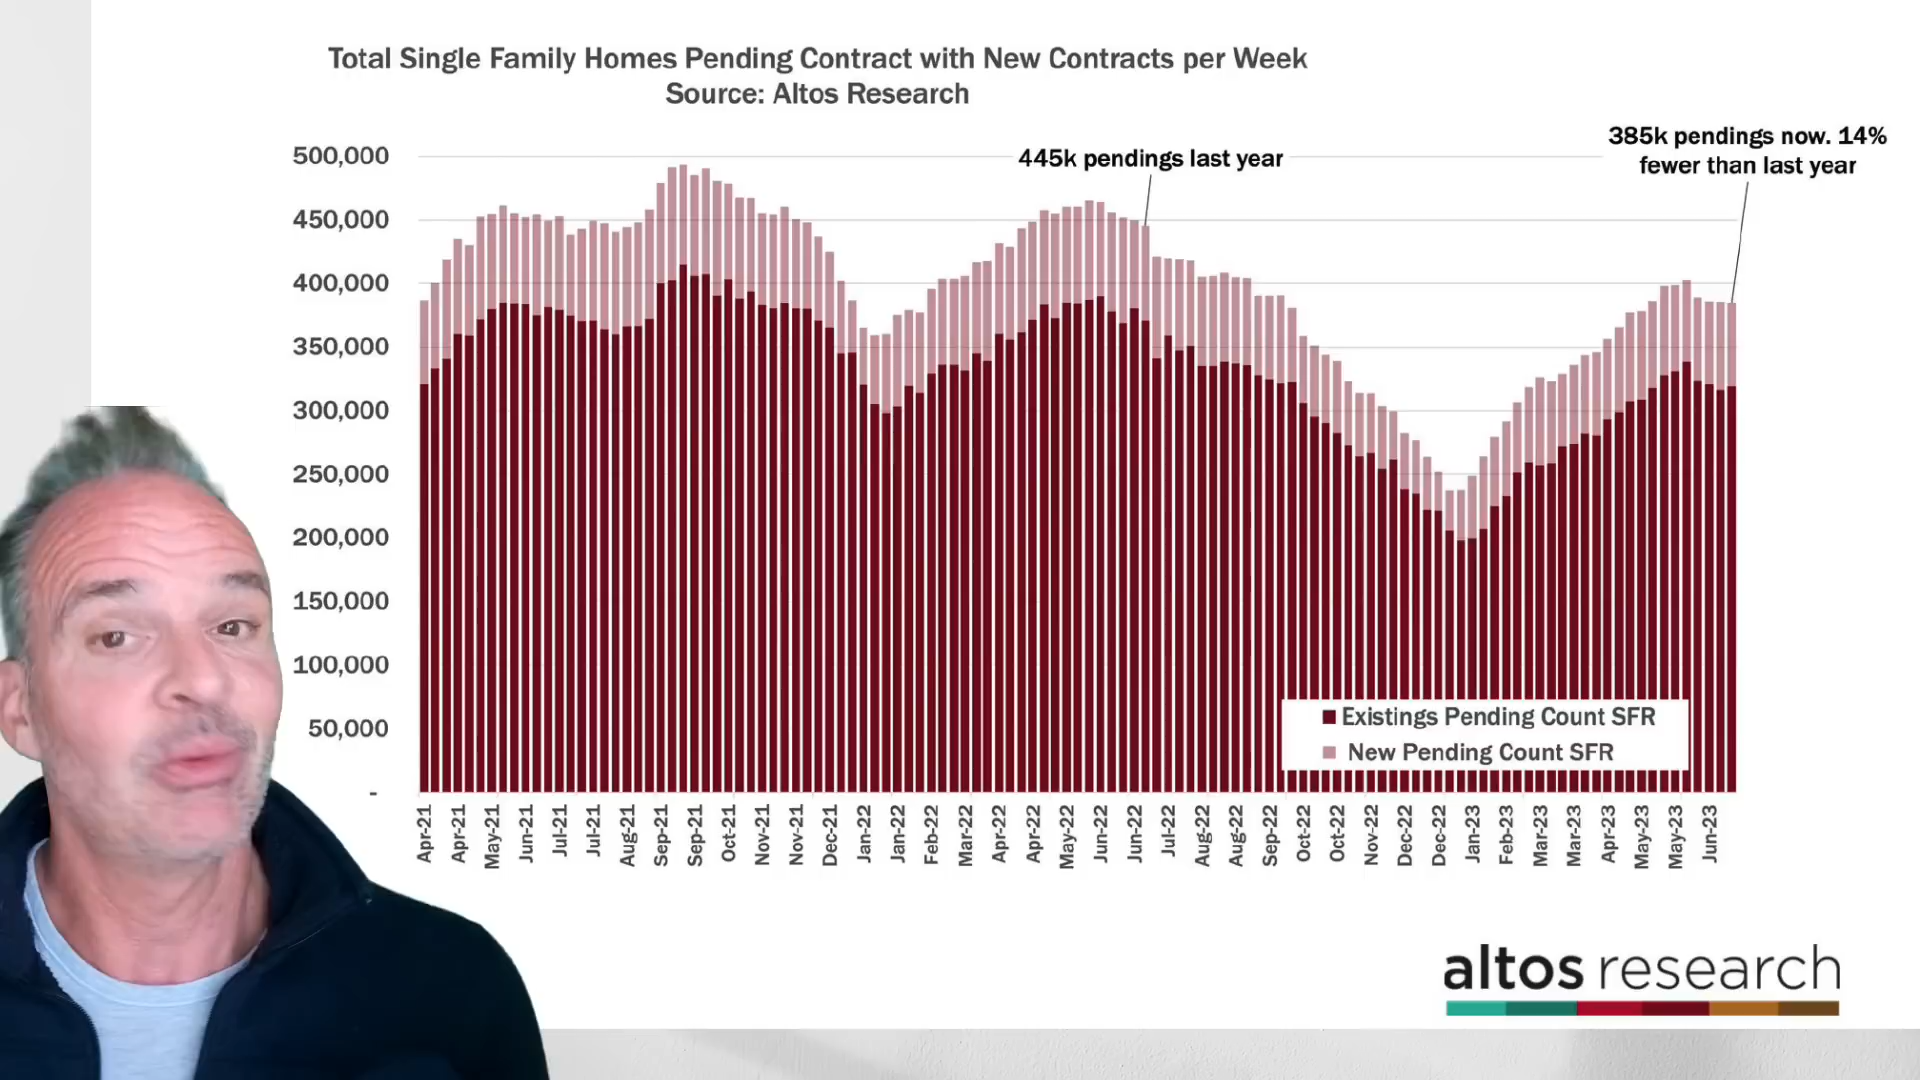 Total Single Family Homes Pending Contract with New Contracts per Week
Source: Altos Research
385k pendings now. 14%
fewer than last year
445k pendings last year
500,000
450,000
400,000
350,000
300,000
250,000
200,000
150,000
100,000
50,000
-
Existings Pending Count SFR
New Pending Count SFR
Apr-21
Apr-21
May-21
Jun-21
Jul-21
Jul-21
Aug-21
Sep-21
Sep-21
Oct-21
Nov-21
Nov-21
Dec-21
Jan-22
Jan-22
Feb-22
Mar-22
Apr-22
Apr-22
May-22
Jun-22
Jun-22
Jul-22
Aug-22
Aug-22
Sep-22
Oct-22
Oct-22
Nov-22
Dec-22
Dec-22
Jan-23
Feb-23
Mar-23
Mar-23
Apr-23
May-23
May-23
Jun-23
altos research